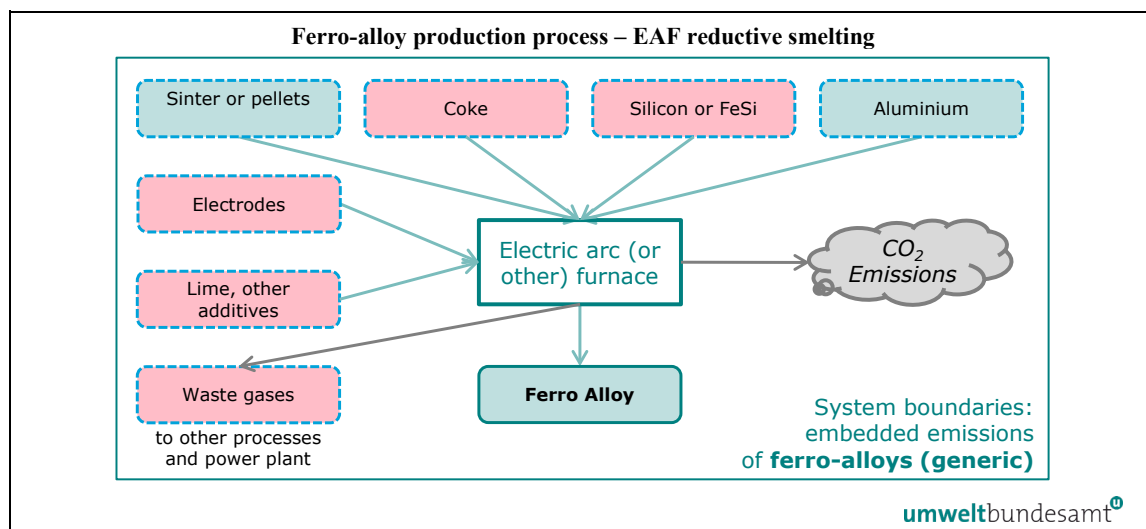 Ferro-alloy production process – EAF reductive smelting
Sinter or pellets
Coke
Silicon or FeSi
Aluminium
Electrodes
Electric arc (or
other) furnace
CO₂
Emissions
Lime, other
additives
Waste gases
Ferro Alloy
to other processes
and power plant
System boundaries:
embedded emissions
of ferro-alloys (generic)
umweltbundesamt u